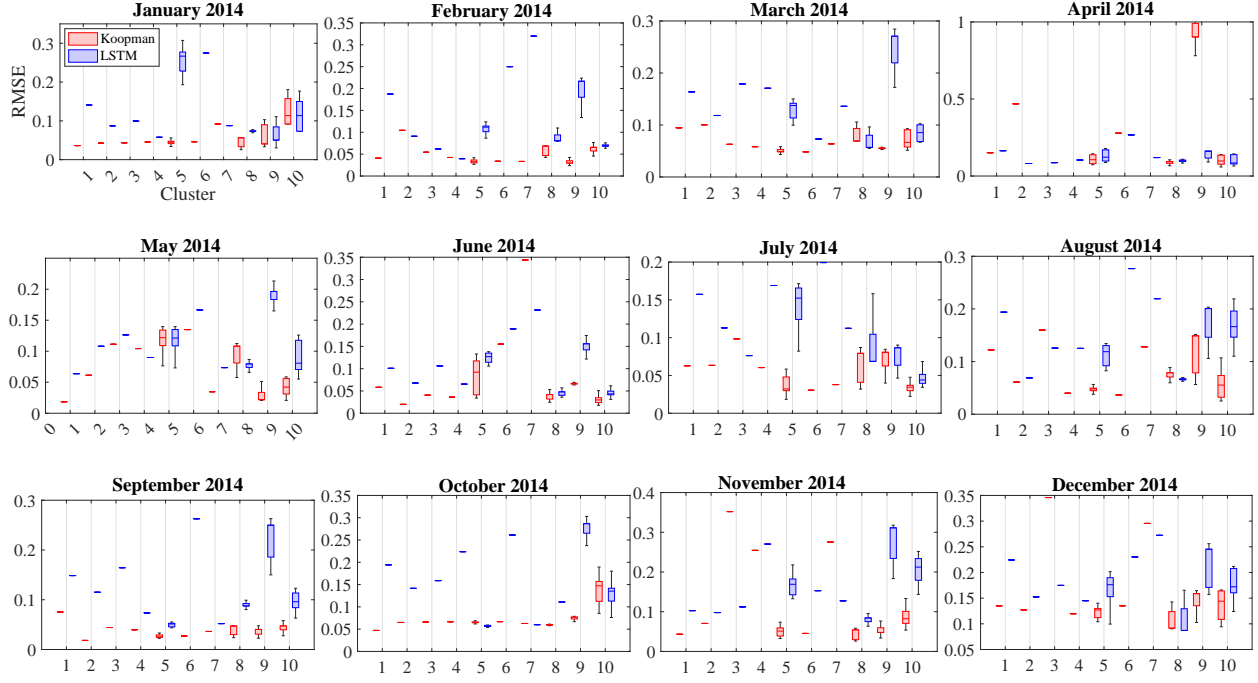 January 2014
0.3
0.2
0.1
0
RMSE
Koopman
LSTM
1 2 3 4 5 6 7 8 9 10
Cluster
February 2014
0.35
0.3
0.25
0.2
0.15
0.1
0.05
0
1 2 3 4 5 6 7 8 9 10
March 2014
0.3
0.2
0.1
0
1 2 3 4 5 6 7 8 9 10
April 2014
1
0.5
0
1 2 3 4 5 6 7 8 9 10
May 2014
0.2
0.15
0.1
0.05
0
0 1 2 3 4 5 6 7 8 9 10
June 2014
0.35
0.3
0.25
0.2
0.15
0.1
0.05
0
1 2 3 4 5 6 7 8 9 10
July 2014
0.2
0.15
0.1
0.05
0
1 2 3 4 5 6 7 8 9 10
August 2014
0.3
0.2
0.1
0
1 2 3 4 5 6 7 8 9 10
September 2014
0.3
0.2
0.1
0
1 2 3 4 5 6 7 8 9 10
October 2014
0.35
0.3
0.25
0.2
0.15
0.1
0.05
0
1 2 3 4 5 6 7 8 9 10
November 2014
0.4
0.3
0.2
0.1
0
1 2 3 4 5 6 7 8 9 10
December 2014
0.35
0.3
0.25
0.2
0.15
0.1
0.05
1 2 3 4 5 6 7 8 9 10